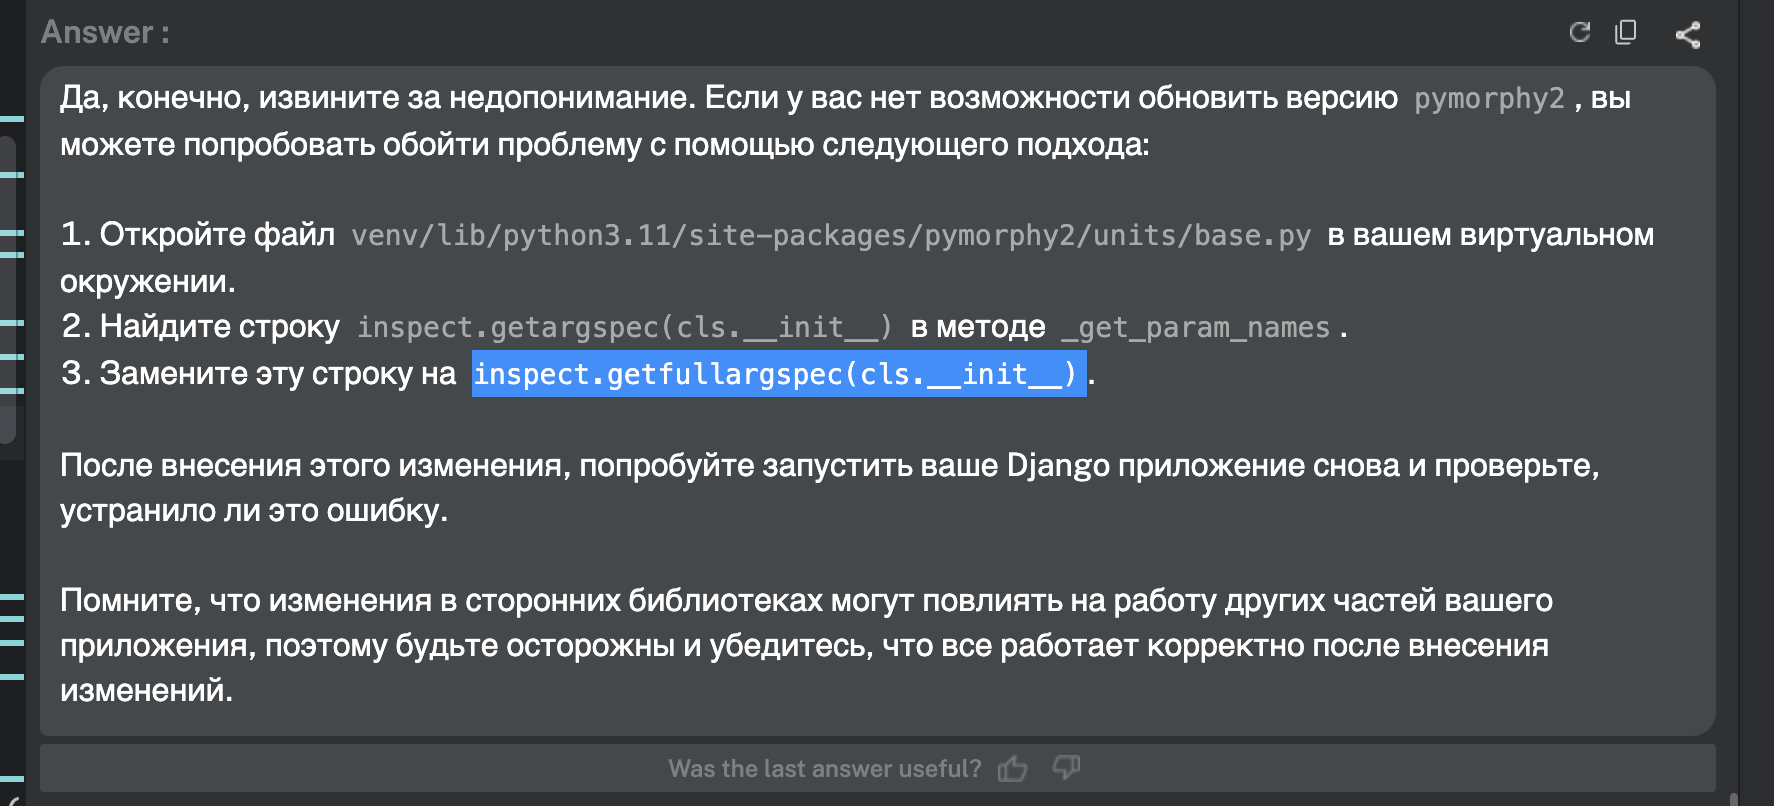 Answer :
Да, конечно, извините за недопонимание. Если у вас нет возможности обновить версию pymorphy2 , вы
можете попробовать обойти проблему с помощью следующего подхода:
1. Откройте файл venv/lib/python3.11/site-packages/pymorphy2/units/base.py в вашем виртуальном
окружении.
2. Найдите строку inspect.getargspec(cls.__init__) в методе _get_param_names .
3. Замените эту строку на inspect.getfullargspec(cls.__init__) .
После внесения этого изменения, попробуйте запустить ваше Django приложение снова и проверьте,
устранило ли это ошибку.
Помните, что изменения в сторонних библиотеках могут повлиять на работу других частей вашего
приложения, поэтому будьте осторожны и убедитесь, что все работает корректно после внесения
изменений.
Was the last answer useful?